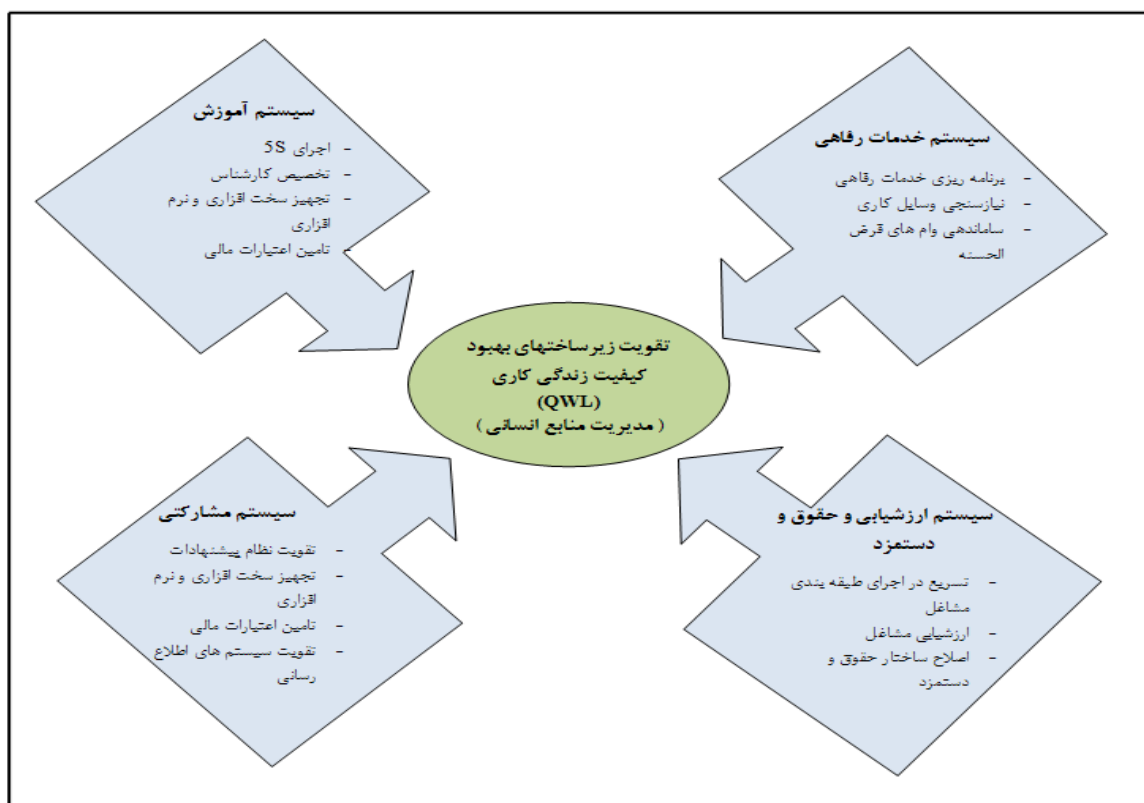 سیستم خدمات رفاهی
- برنامه ریزی خدمات رفاهی
- نیازسنجی وسایل کاری
- ساماندهی وام های قرض
الحسنه
سیستم آموزش
- اجرای 5S
- تخصیص کارشناس
- تجهیز سخت افزاری و نرم
افزاری
- تامین اعتبارات مالی
تقویت زیرساختهای بهبود
کیفیت زندگی کاری
(QWL)
( مدیریت منابع انسانی )
سیستم ارزشیابی و حقوق و
دستمزد
- تسریع در اجرای طبقه بندی
مشاغل
- ارزشیابی مشاغل
- اصلاح ساختار حقوق و
دستمزد
سیستم مشارکتی
- تقویت نظام پیشنهادات
- تجهیز سخت افزاری و نرم
افزاری
- تامین اعتبارات مالی
- تقویت سیستم های اطلاع
رسانی